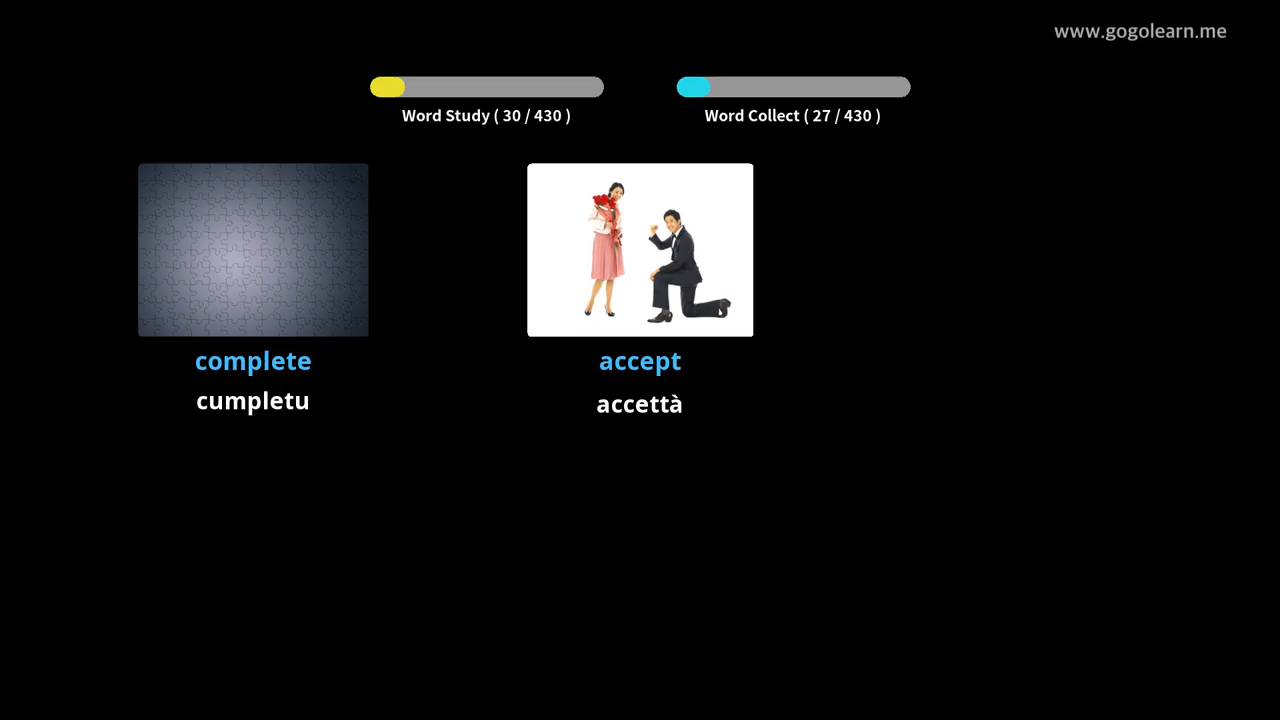 www.gogolearn.me
Word Study ( 30 / 430 )
Word Collect ( 27 / 430 )
complete
cumpletu
accept
accettà